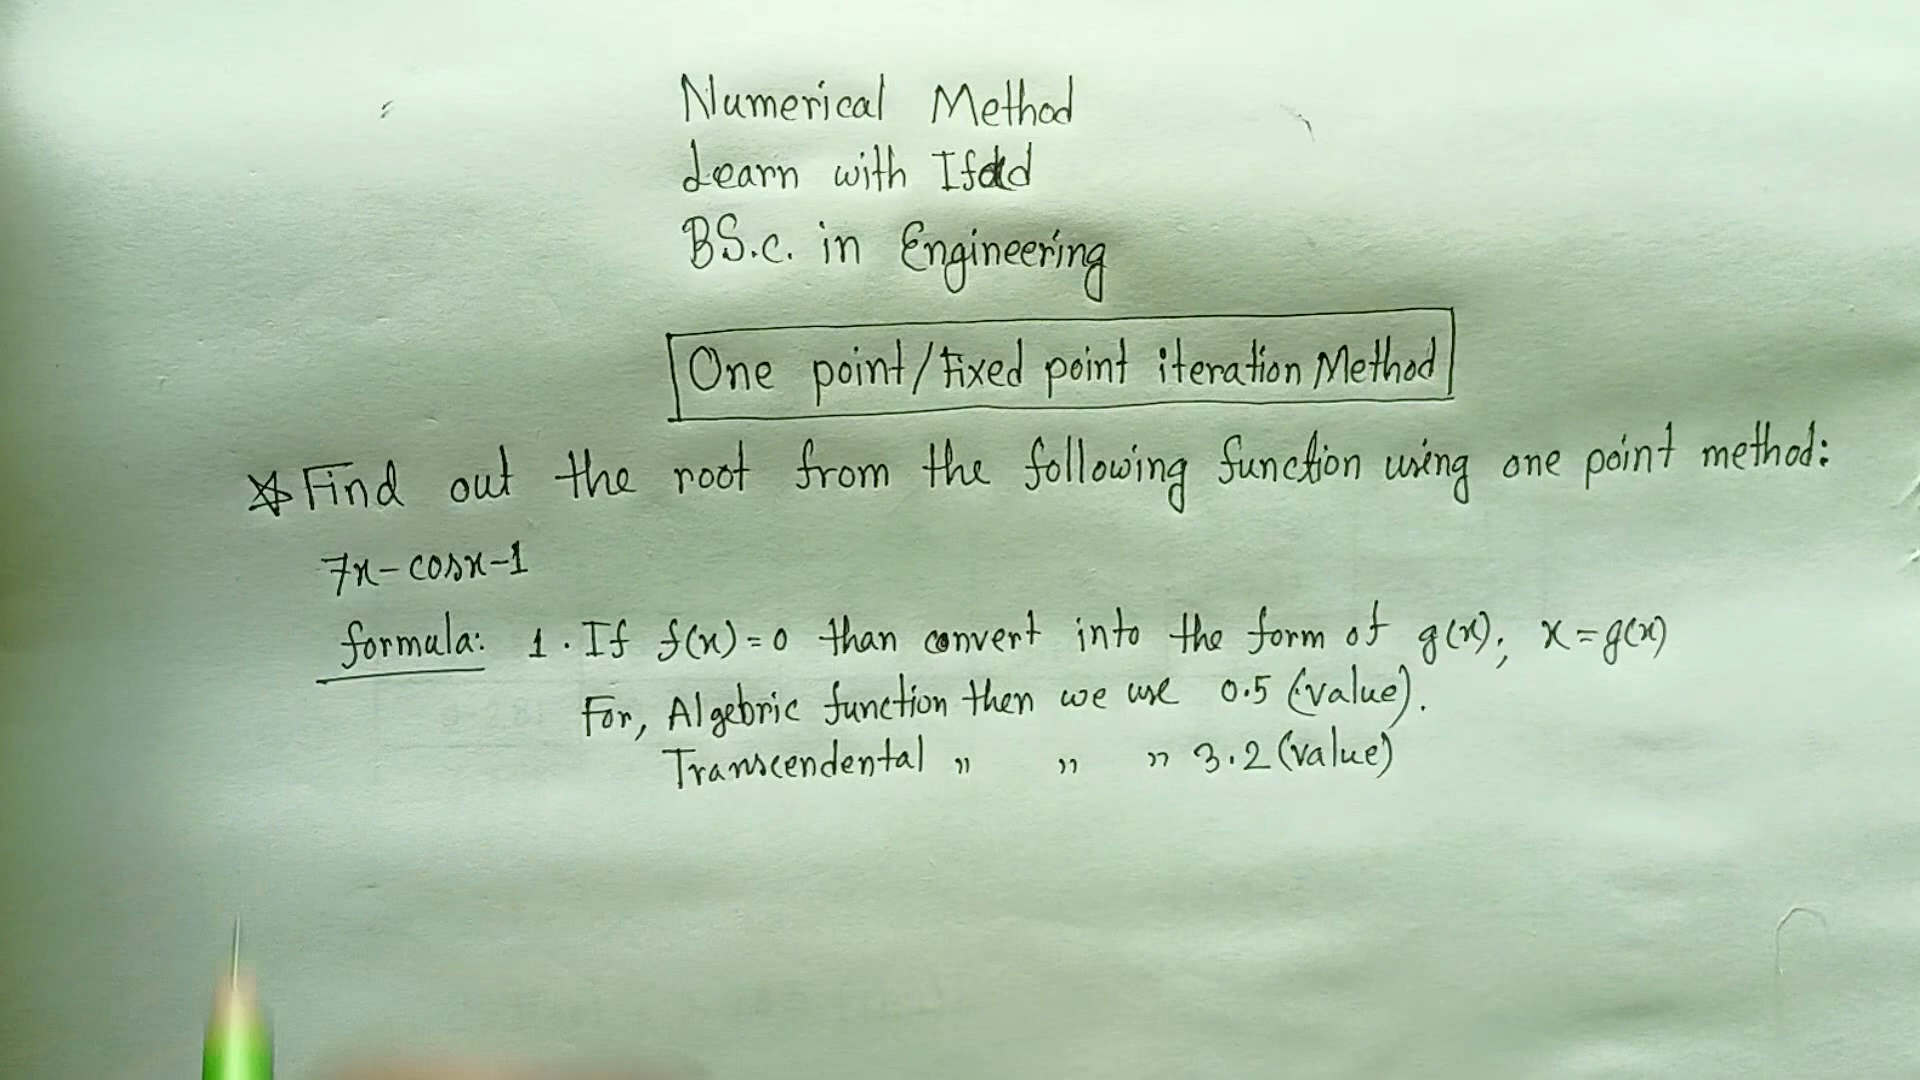 Numerical Method
Learn with Ifad
BS.c. in Engineering
One point/Fixed point iteration Method
Find out the root from the following function using one point method:
7x-cosx-1
formula: 1. If f(x)=0 than convert into the form of g(x); x=g(x)
For, Algebric function then we use 0.5 (value).
Transcendental " " " 3.2 (value)